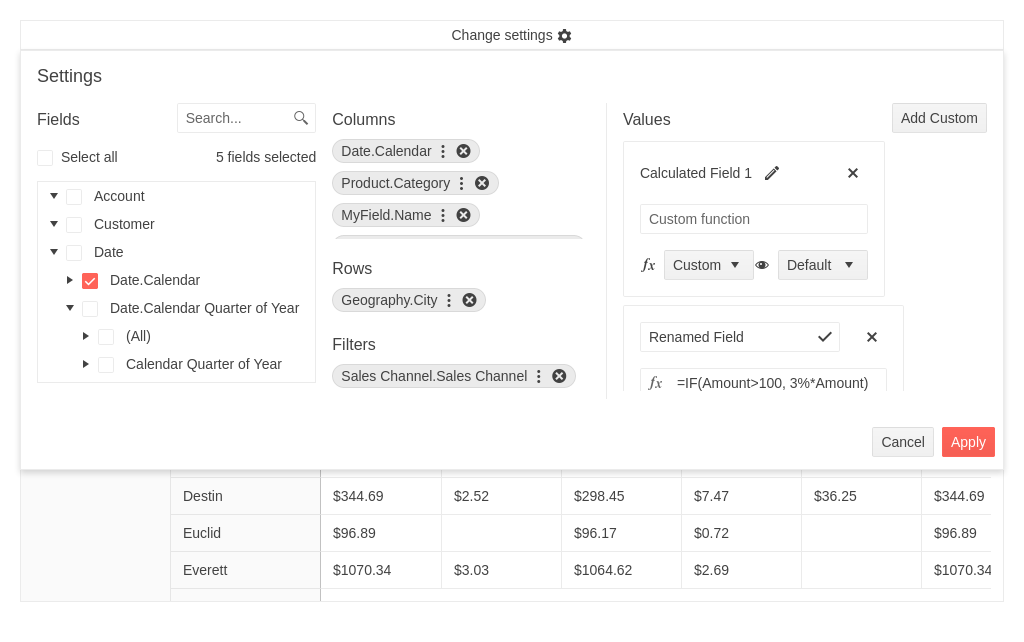 Change settings
Settings
Fields
Search...
Select all
5 fields selected
Account
Customer
Date
Date.Calendar
Date.Calendar Quarter of Year
(All)
Calendar Quarter of Year
Columns
Date.Calendar
Product.Category
MyField.Name
Rows
Geography.City
Filters
Sales Channel.Sales Channel
Values
Add Custom
Calculated Field 1
Custom function
fx Custom Default
Renamed Field
fx =IF(Amount>100, 3%*Amount)
Cancel Apply
Destin $344.69 $2.52 $298.45 $7.47 $36.25 $344.69
Euclid $96.89 $96.17 $0.72 $96.89
Everett $1070.34 $3.03 $1064.62 $2.69 $1070.34